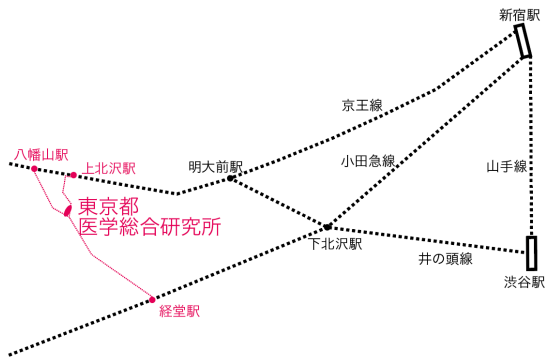 新宿駅
京王線
八幡山駅
上北沢駅
明大前駅
小田急線
山手線
東京都
医学総合研究所
下北沢駅
井の頭線
渋谷駅
経堂駅